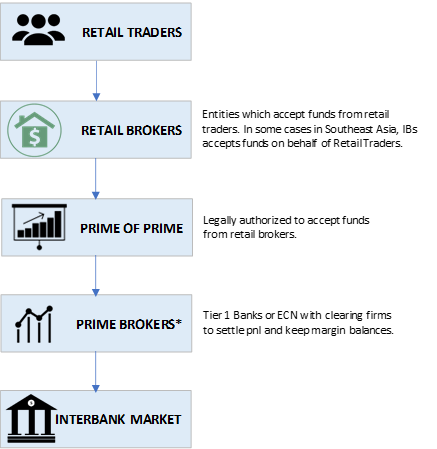 RETAIL TRADERS
RETAIL BROKERS
Entities which accept funds from retail
traders. In some cases in Southeast Asia, IBs
accepts funds on behalf of Retail Traders.
$
PRIME OF PRIME
Legally authorized to accept funds
from retail brokers.
PRIME BROKERS*
Tier 1 Banks or ECN with clearing firms
to settle pnl and keep margin balances.
$
INTERBANK MARKET